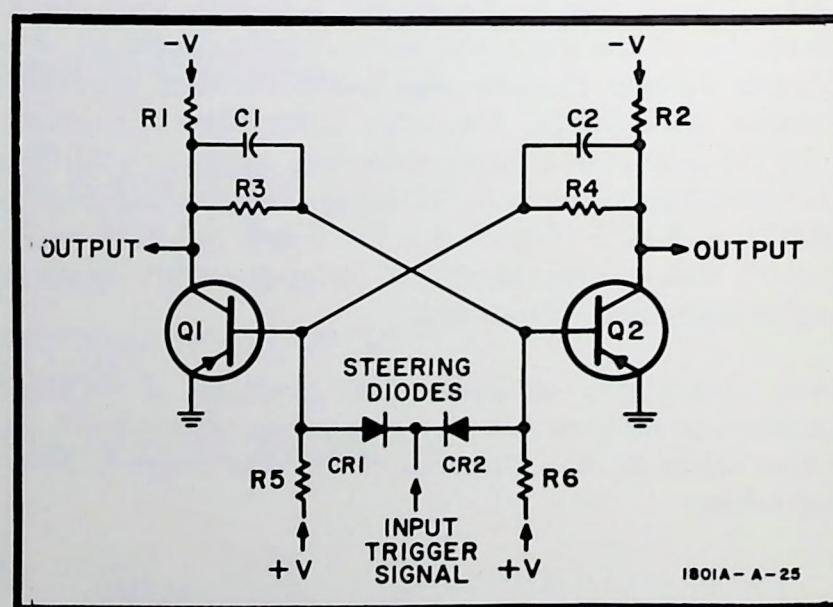 -V
-V
R1
C1
C2
R2
R3
R4
OUTPUT
OUTPUT
Q1
Q2
STEERING
DIODES
R5
CR1
CR2
R6
INPUT
TRIGGER
SIGNAL
+V
+V
1801A-A-25